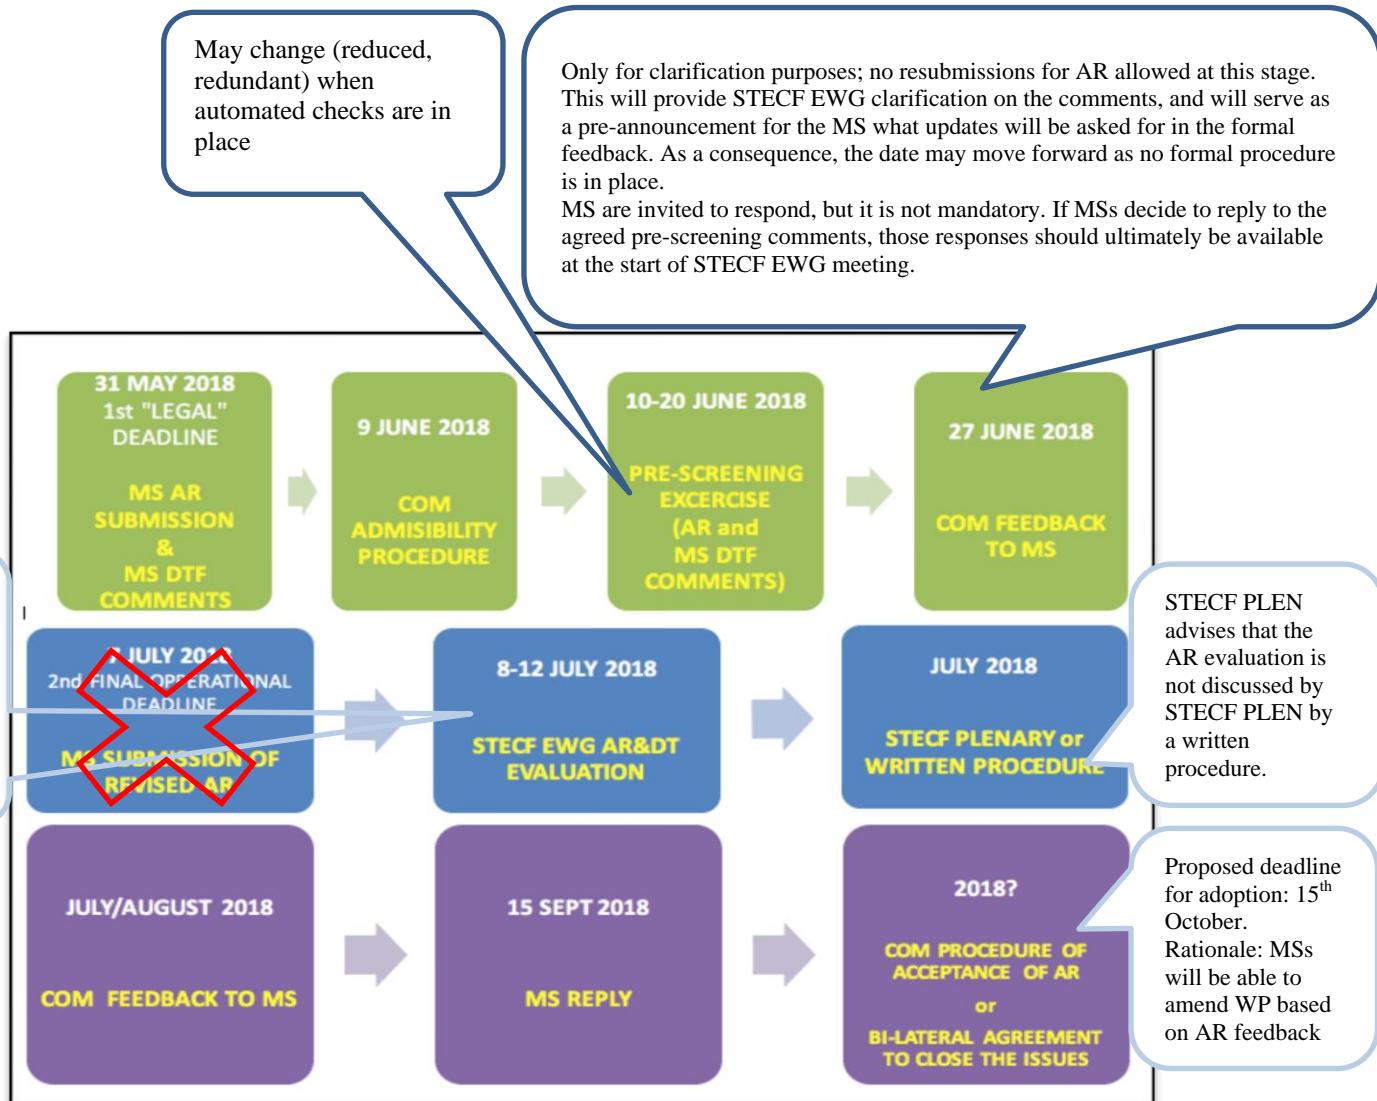 May change (reduced,
redundant) when
automated checks are in
place
Only for clarification purposes; no resubmissions for AR allowed at this stage.
This will provide STECF EWG clarification on the comments, and will serve as
a pre-announcement for the MS what updates will be asked for in the formal
feedback. As a consequence, the date may move forward as no formal procedure
is in place.
MS are invited to respond, but it is not mandatory. If MSs decide to reply to the
agreed pre-screening comments, those responses should ultimately be available
at the start of STECF EWG meeting.
31 MAY 2018
1st "LEGAL"
DEADLINE
MS AR
SUBMISSION
&
MS DTF
COMMENTS
9 JUNE 2018
COM
ADMISIBILITY
PROCEDURE
10-20 JUNE 2018
PRE-SCREENING
EXCERCISE
(AR and
MS DTF
COMMENTS)
27 JUNE 2018
COM FEEDBACK
TO MS
JULY 2018
2nd FINAL OPPERATIONAL
DEADLINE
MS SUBMISSION OF
REVISED AR
8-12 JULY 2018
STECF EWG AR&DT
EVALUATION
JULY 2018
STECF PLENARY or
WRITTEN PROCEDURE
STECF PLEN
advises that the
AR evaluation is
not discussed by
STECF PLEN by
a written
procedure.
JULY/AUGUST 2018
COM FEEDBACK TO MS
15 SEPT 2018
MS REPLY
2018?
COM PROCEDURE OF
ACCEPTANCE OF AR
or
BI-LATERAL AGREEMENT
TO CLOSE THE ISSUES
Proposed deadline
for adoption: 15th
October.
Rationale: MSs
will be able to
amend WP based
on AR feedback